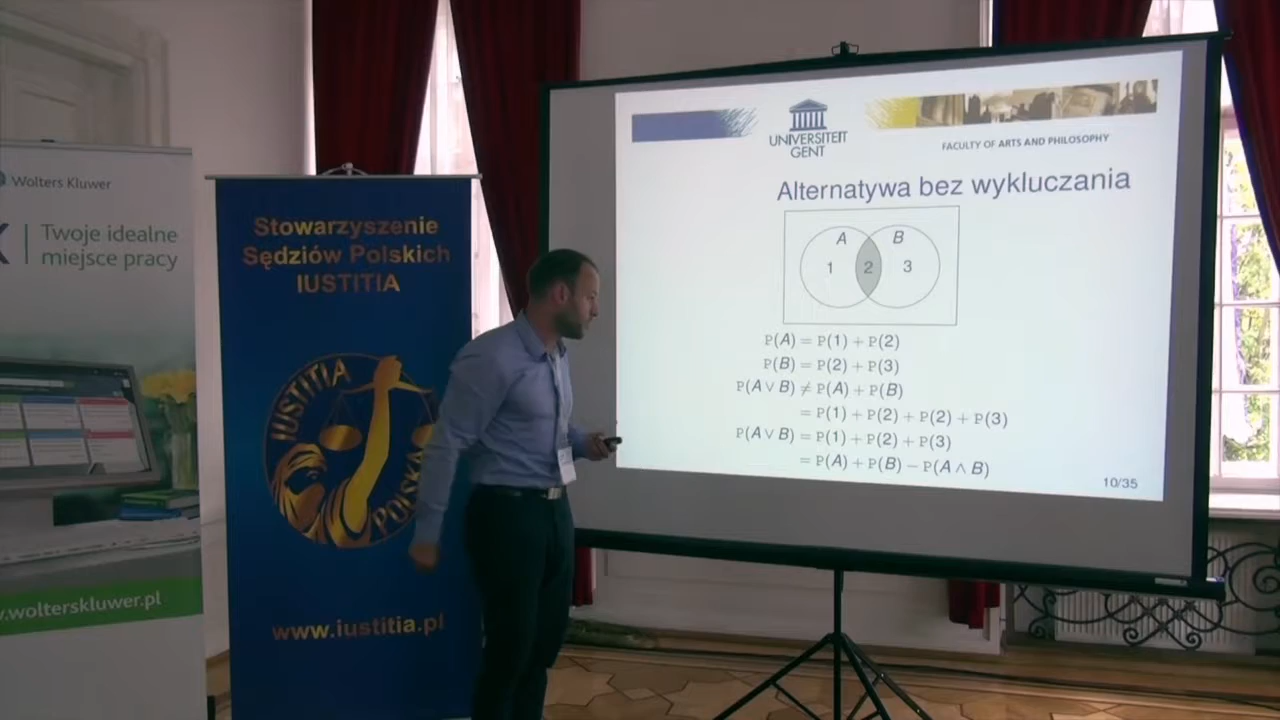 Wolters Kluwer
Twoje idealne
miejsce pracy
www.wolterskluwer.pl
Stowarzyszenie
Sędziów Polskich
IUSTITIA
IUSTITIA
POLSKA
www.iustitia.pl
UNIVERSITEIT
GENT
FACULTY OF ARTS AND PHILOSOPHY
Alternatywa bez wykluczania
A B
1 2 3
P(A) = P(1) + P(2)
P(B) = P(2) + P(3)
P(A ∨ B) ≠ P(A) + P(B)
= P(1) + P(2) + P(2) + P(3)
P(A ∨ B) = P(1) + P(2) + P(3)
= P(A) + P(B) − P(A ∧ B)
10/35